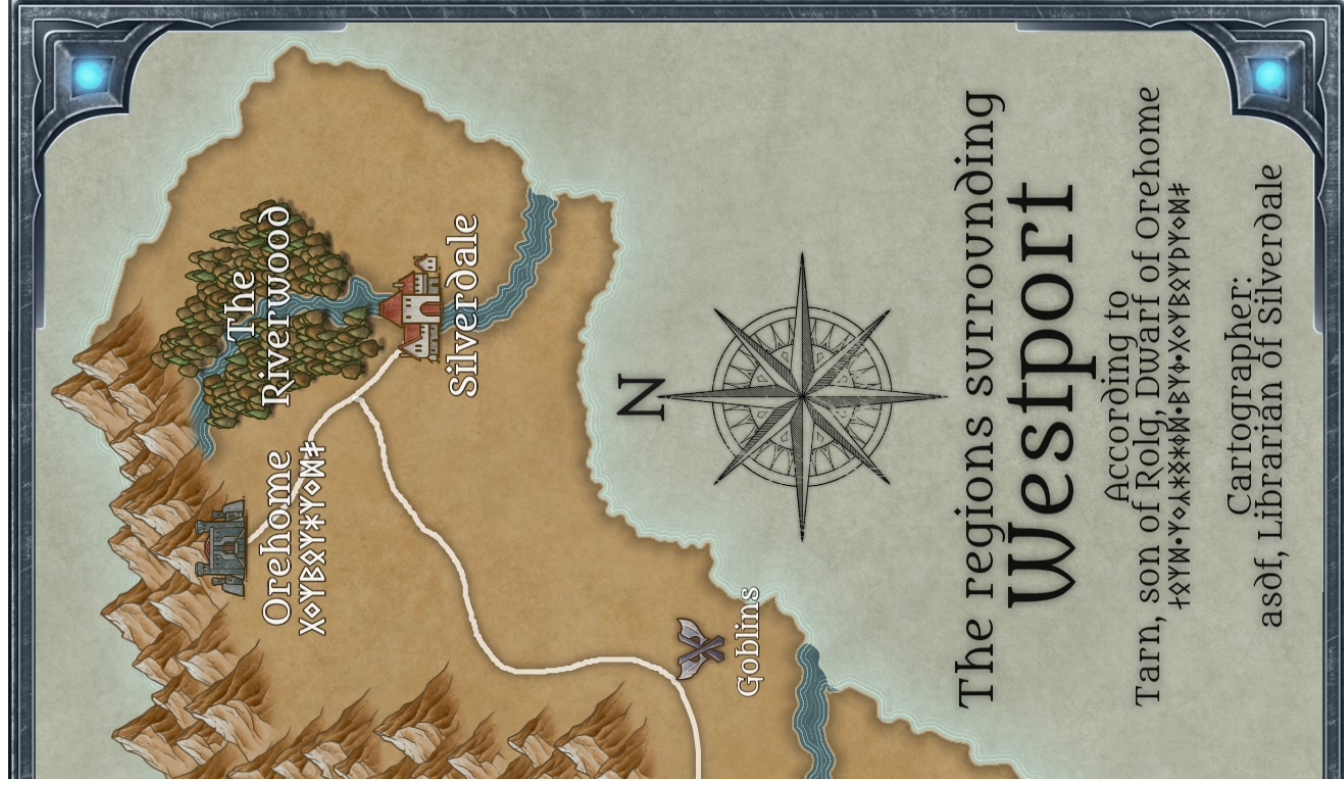 The
Riverwood
Orehome
Silverdale
Goblins
N
The regions surrounding
Westport
According to
Tarn, son of Rolg, Dwarf of Orehome
Cartographer:
asdf, Librarian of Silverdale